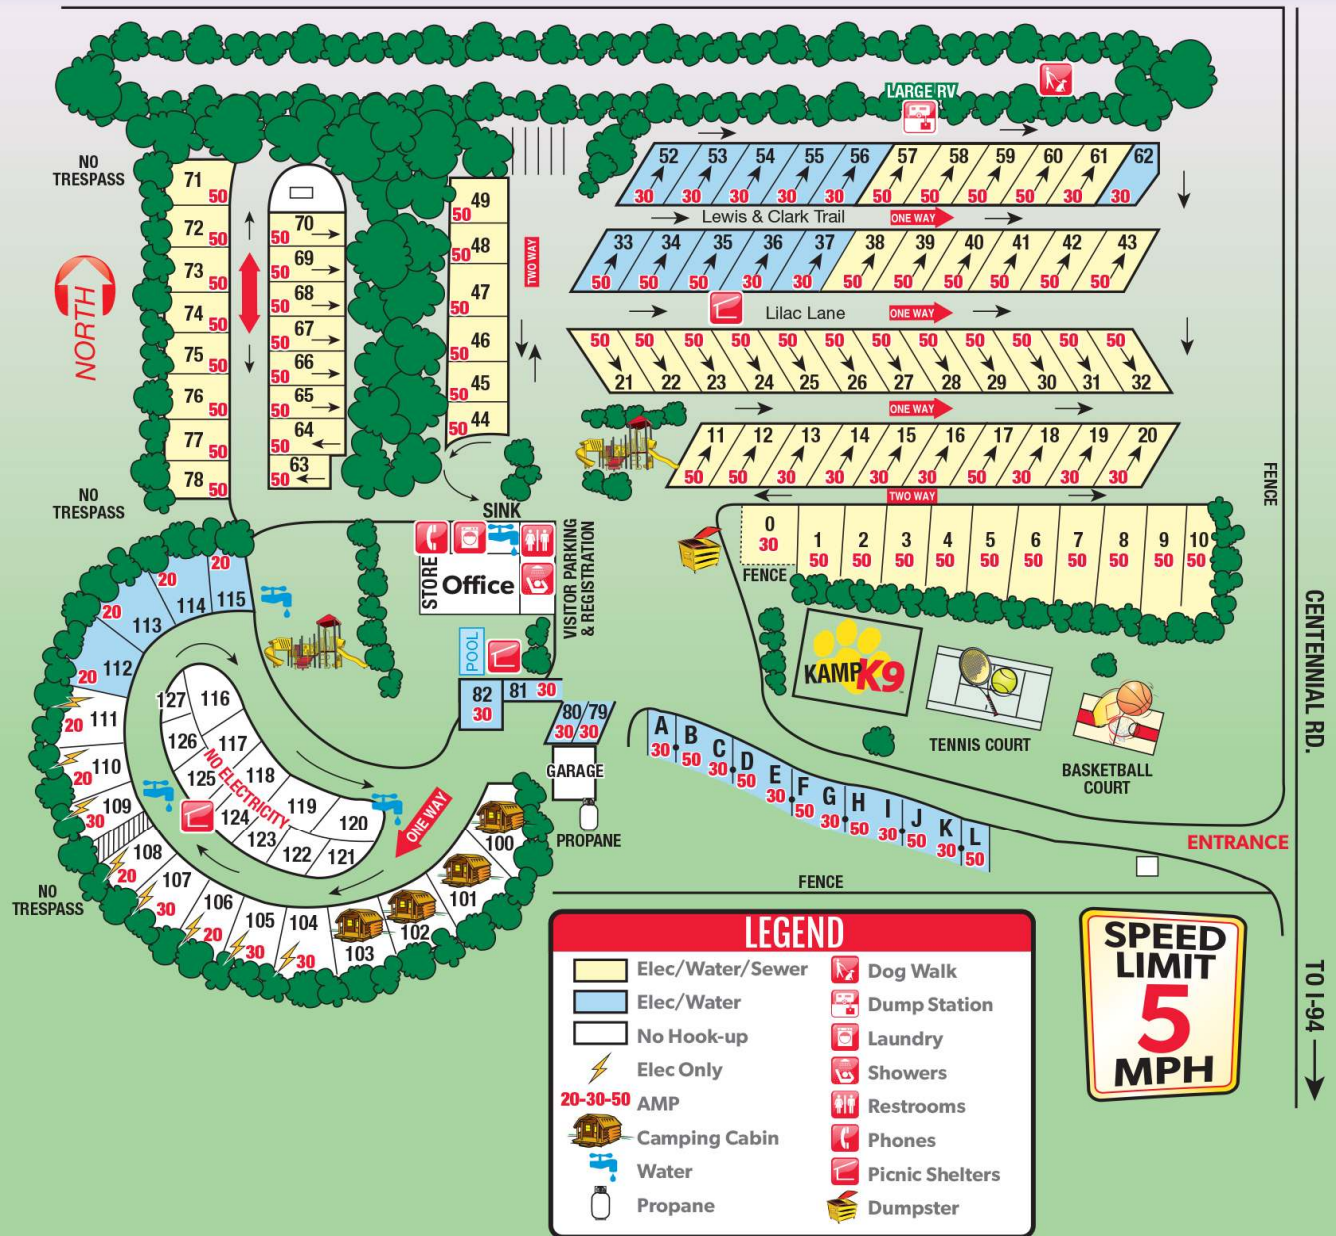 LARGE RV
NO
TRESPASS
52 53 54 55 56 57 58 59 60 61 62
30 30 30 30 30 50 50 50 50 30 30
Lewis & Clark Trail ONE WAY
33 34 35 36 37 38 39 40 41 42 43
50 50 50 30 30 50 50 50 50 50 50
Lilac Lane ONE WAY
50 50 50 50 50 50 50 50 50 50 50 50
21 22 23 24 25 26 27 28 29 30 31 32
ONE WAY
11 12 13 14 15 16 17 18 19 20
50 50 30 30 30 30 30 30 30 30
TWO WAY
71 50
72 50
73 50
74 50
75 50
76 50
77 50
78 50
50 70
50 69
50 68
50 67
50 66
50 65
50 64
50 63
50 49
50 48
50 47
50 46
50 45
50 44
TWO WAY
NORTH
NO
TRESPASS
0 1 2 3 4 5 6 7 8 9 10
30 50 50 50 50 50 50 50 50 50 50
FENCE
FENCE
SINK
STORE
Office
VISITOR PARKING
& REGISTRATION
POOL
82 30
81 30
80 79
30 30
GARAGE
PROPANE
KAMP K9™
TENNIS COURT
BASKETBALL
COURT
CENTENNIAL RD.
A B C D E F G H I J K L
30 50 30 50 30 50 30 50 30 50 30 50
ENTRANCE
FENCE
20 115
20 114
20 113
20 112
20 111
20 110
30 109
20 108
30 107
20 106
30 105
30 104
103
102
101
100
127 116
126 117
125 118
124 119
123 120
122 121
NO ELECTRICITY
ONE WAY
NO
TRESPASS
LEGEND
Elec/Water/Sewer
Elec/Water
No Hook-up
Elec Only
20-30-50 AMP
Camping Cabin
Water
Propane
Dog Walk
Dump Station
Laundry
Showers
Restrooms
Phones
Picnic Shelters
Dumpster
SPEED
LIMIT
5
MPH
TO I-94